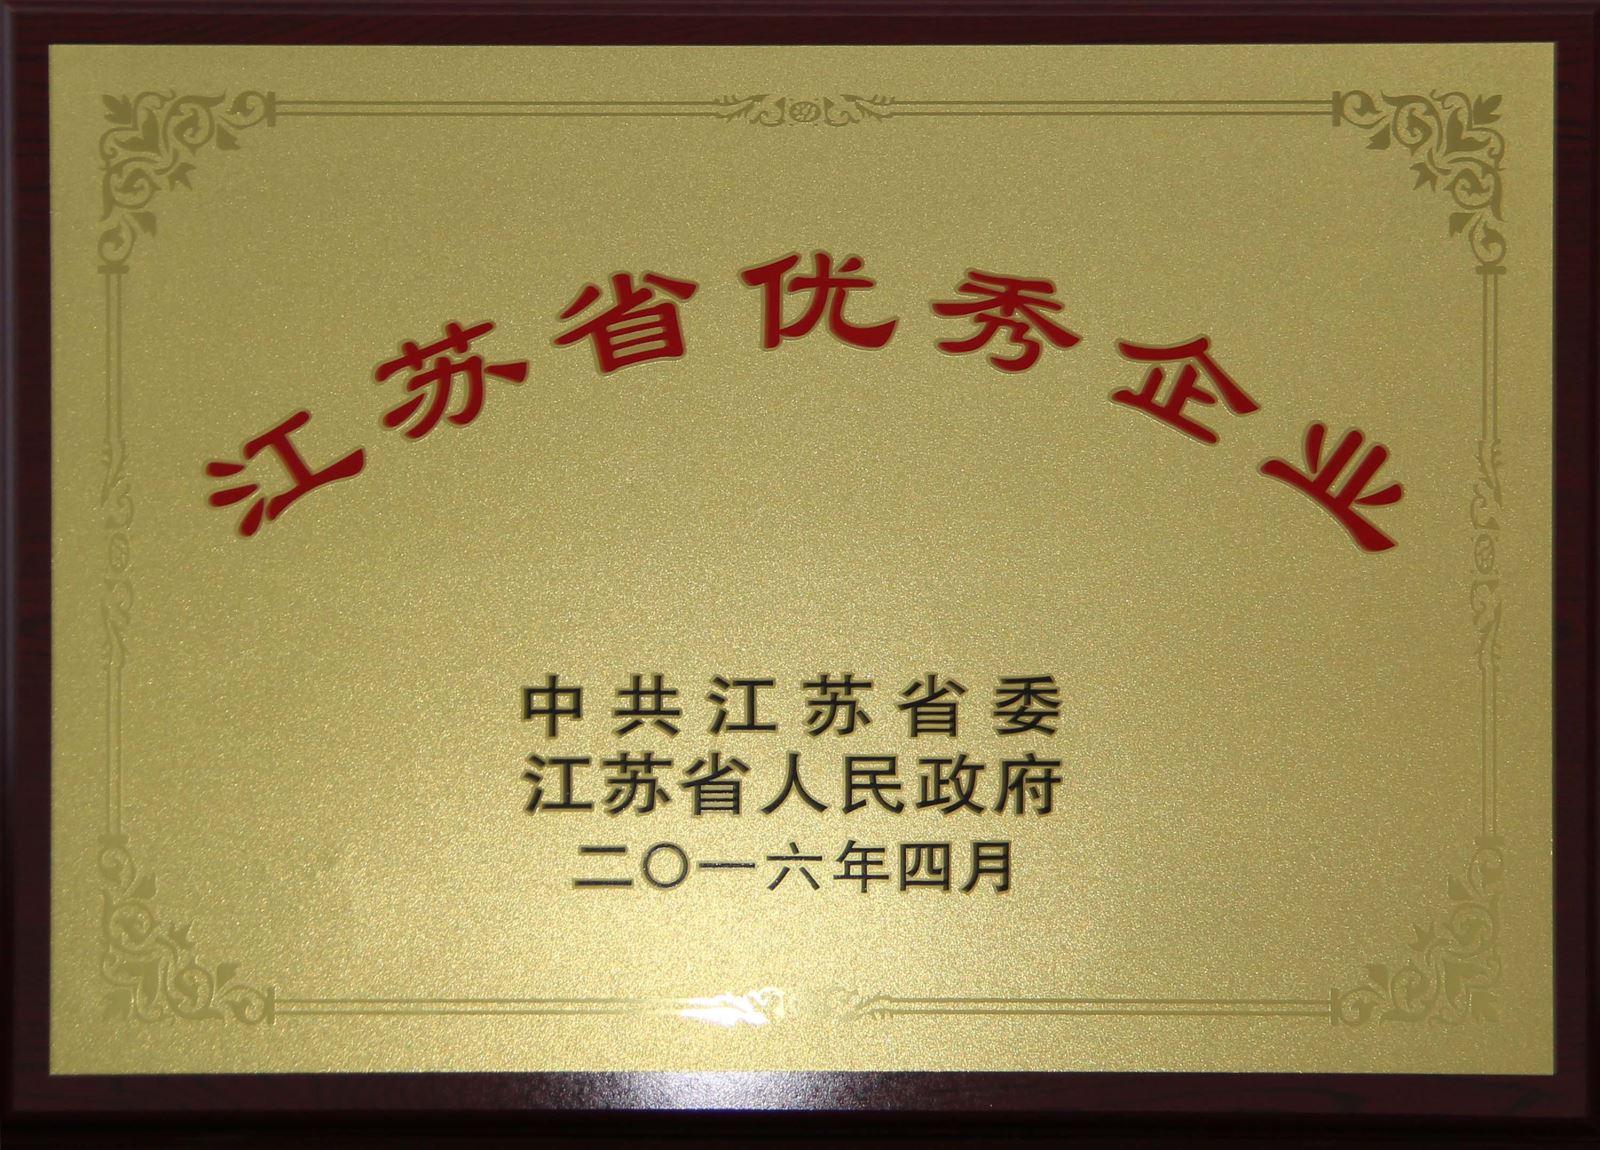 江苏省优秀企业
中共江苏省委
江苏省人民政府
二〇一六年四月